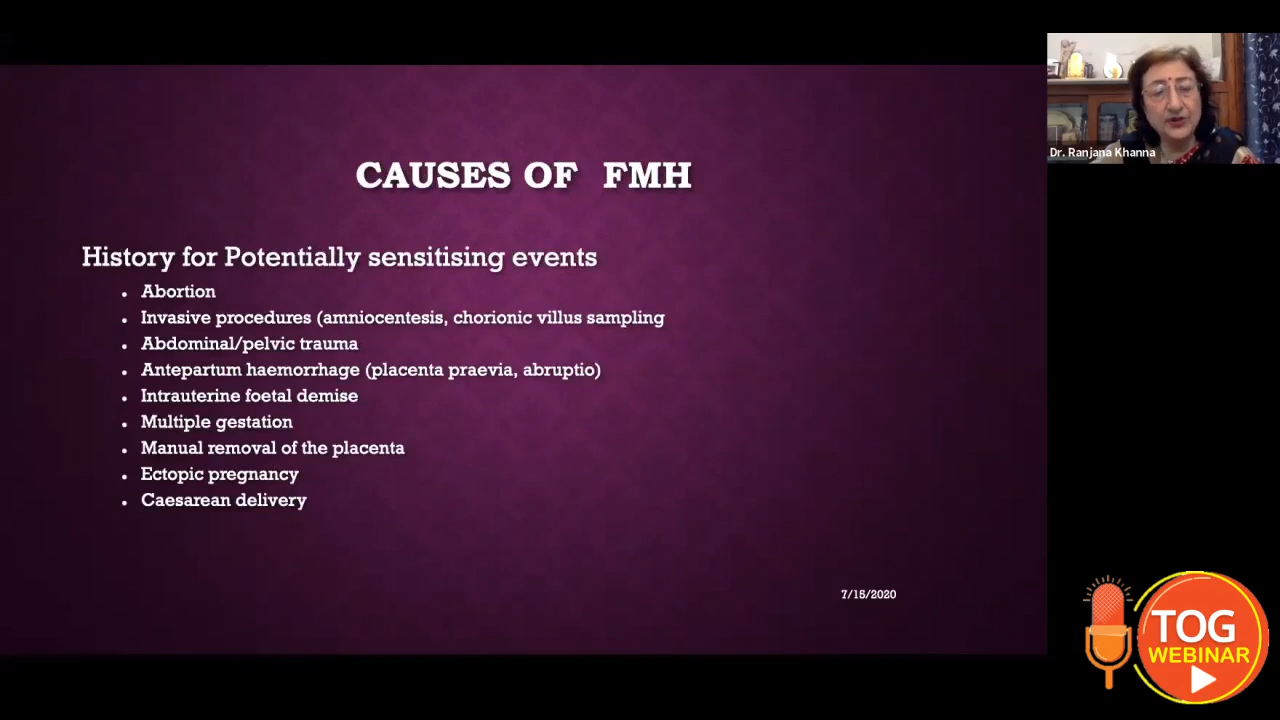 CAUSES OF FMH
History for Potentially sensitising events
Abortion
Invasive procedures (amniocentesis, chorionic villus sampling
Abdominal/pelvic trauma
Antepartum haemorrhage (placenta praevia, abruptio)
Intrauterine foetal demise
Multiple gestation
Manual removal of the placenta
Ectopic pregnancy
Caesarean delivery
7/15/2020
Dr. Ranjana Khanna
TOG
WEBINAR